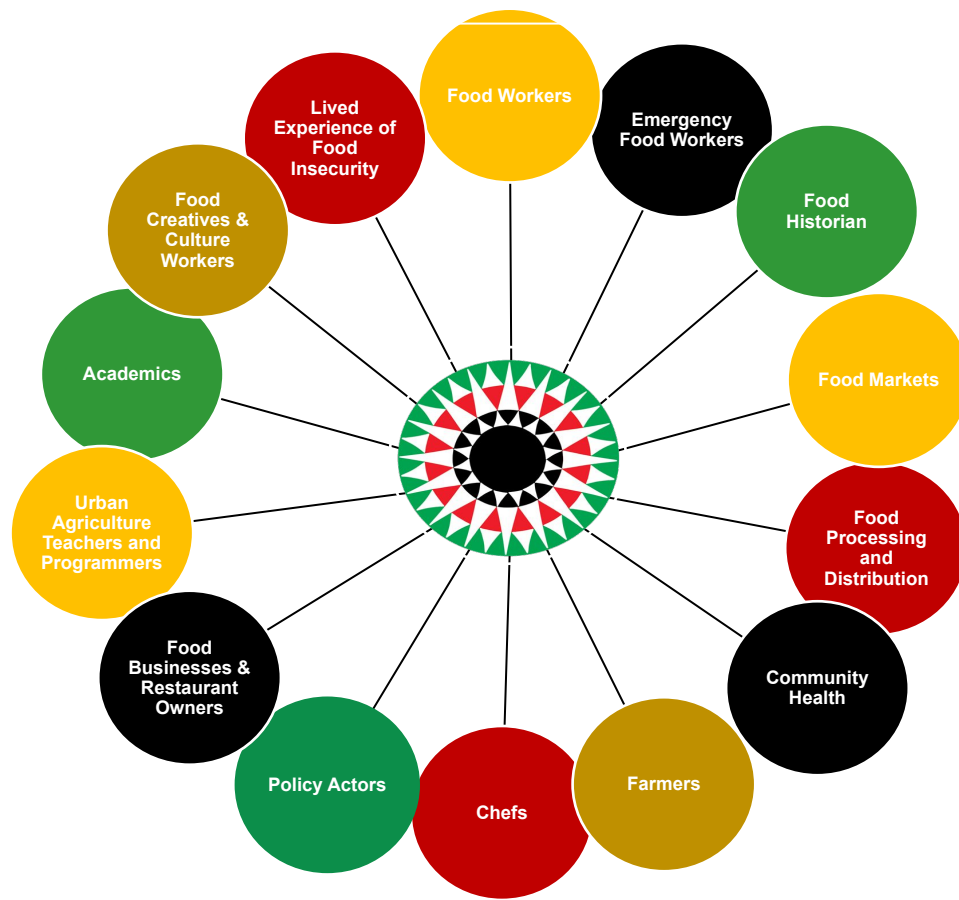 Food Workers
Emergency
Food Workers
Food
Historian
Food Markets
Food
Processing
and
Distribution
Community
Health
Farmers
Chefs
Policy Actors
Food
Businesses &
Restaurant
Owners
Urban
Agriculture
Teachers and
Programmers
Academics
Food
Creatives &
Culture
Workers
Lived
Experience of
Food
Insecurity